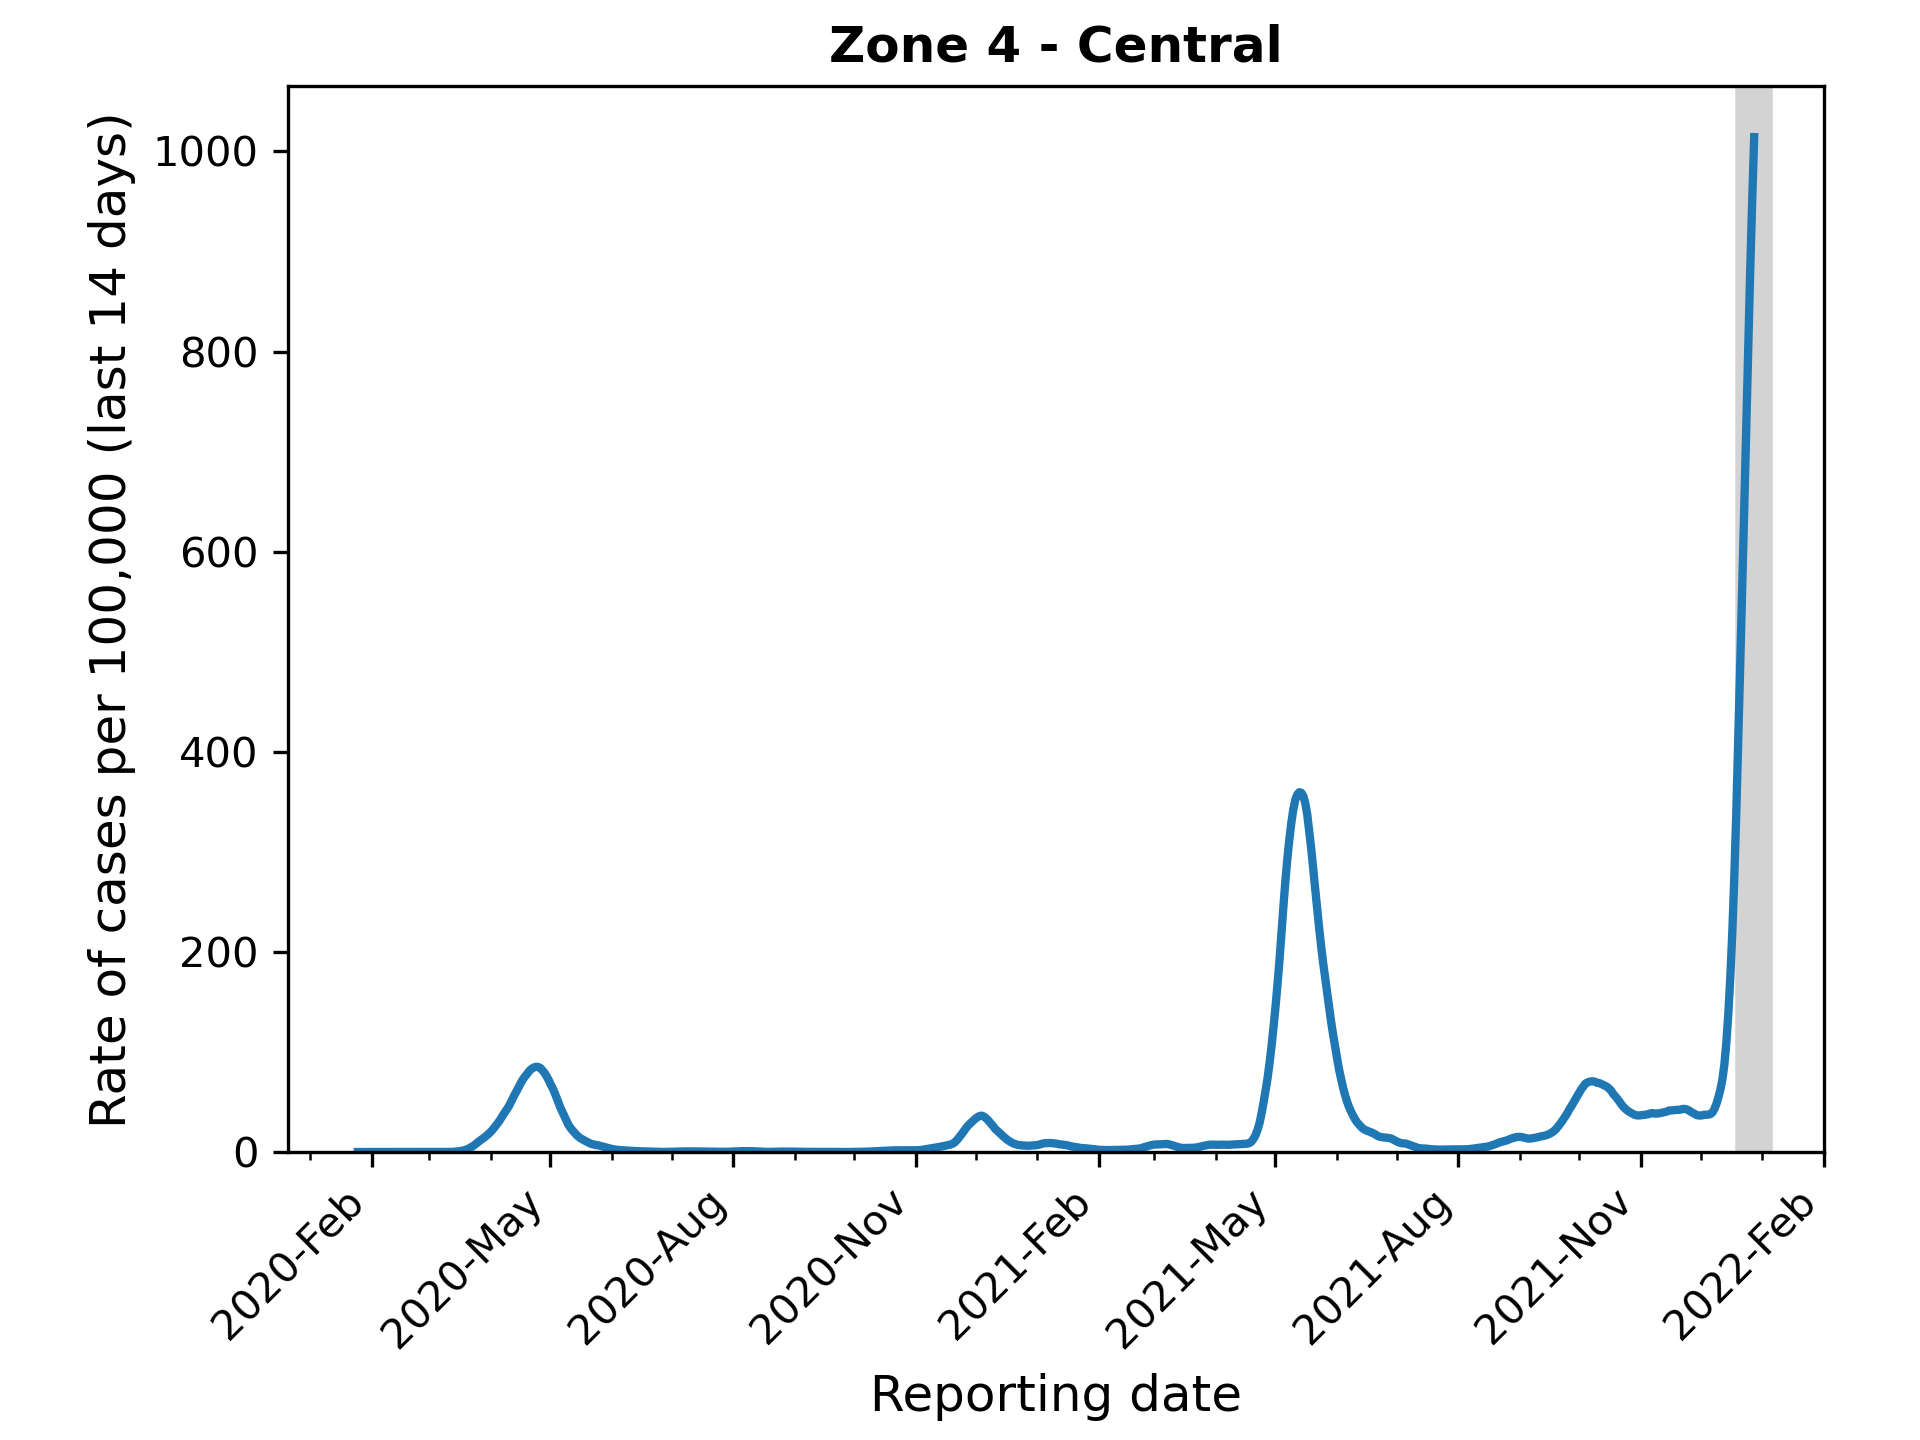 Zone 4 - Central
Rate of cases per 100,000 (last 14 days)
1000
800
600
400
200
0
2020-Feb
2020-May
2020-Aug
2020-Nov
2021-Feb
2021-May
2021-Aug
2021-Nov
2022-Feb
Reporting date